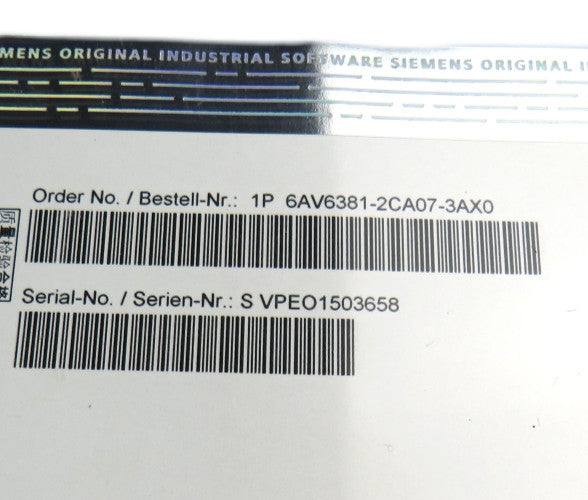 MENS ORIGINAL INDUSTRIAL SOFTWARE SIEMENS ORIGINAL I
Order No. / Bestell-Nr.: 1P 6AV6381-2CA07-3AX0
Serial-No. / Serien-Nr.: S VPEO1503658